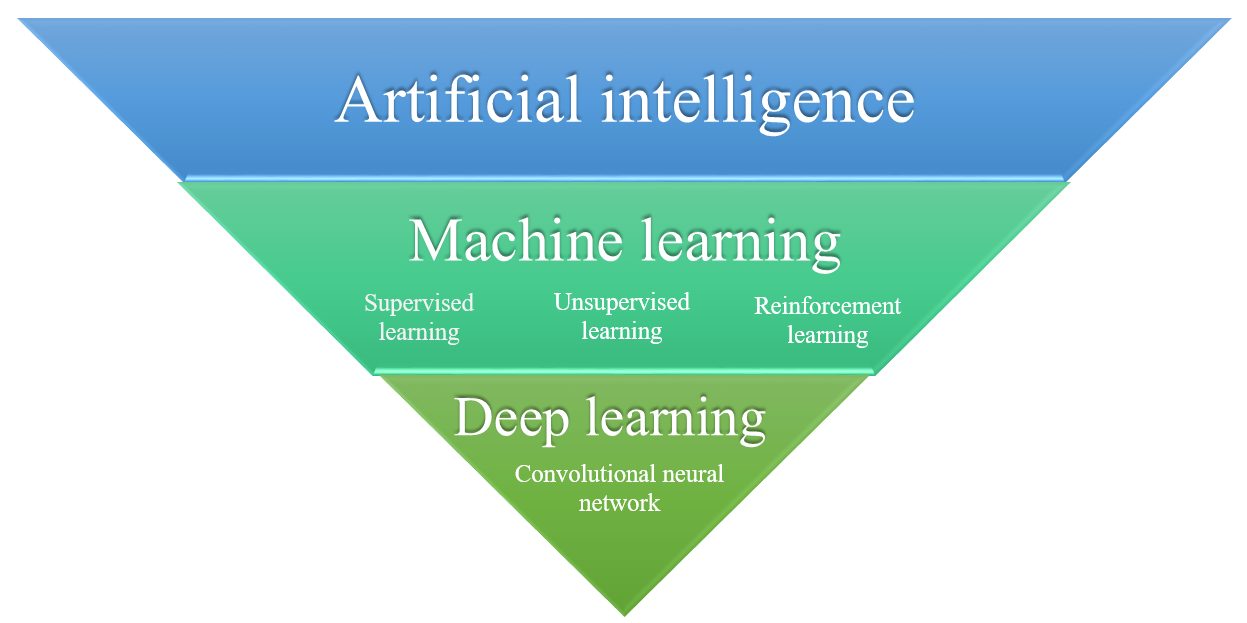 Artificial intelligence
Machine learning
Supervised
learning
Unsupervised
learning
Reinforcement
learning
Deep learning
Convolutional neural
network